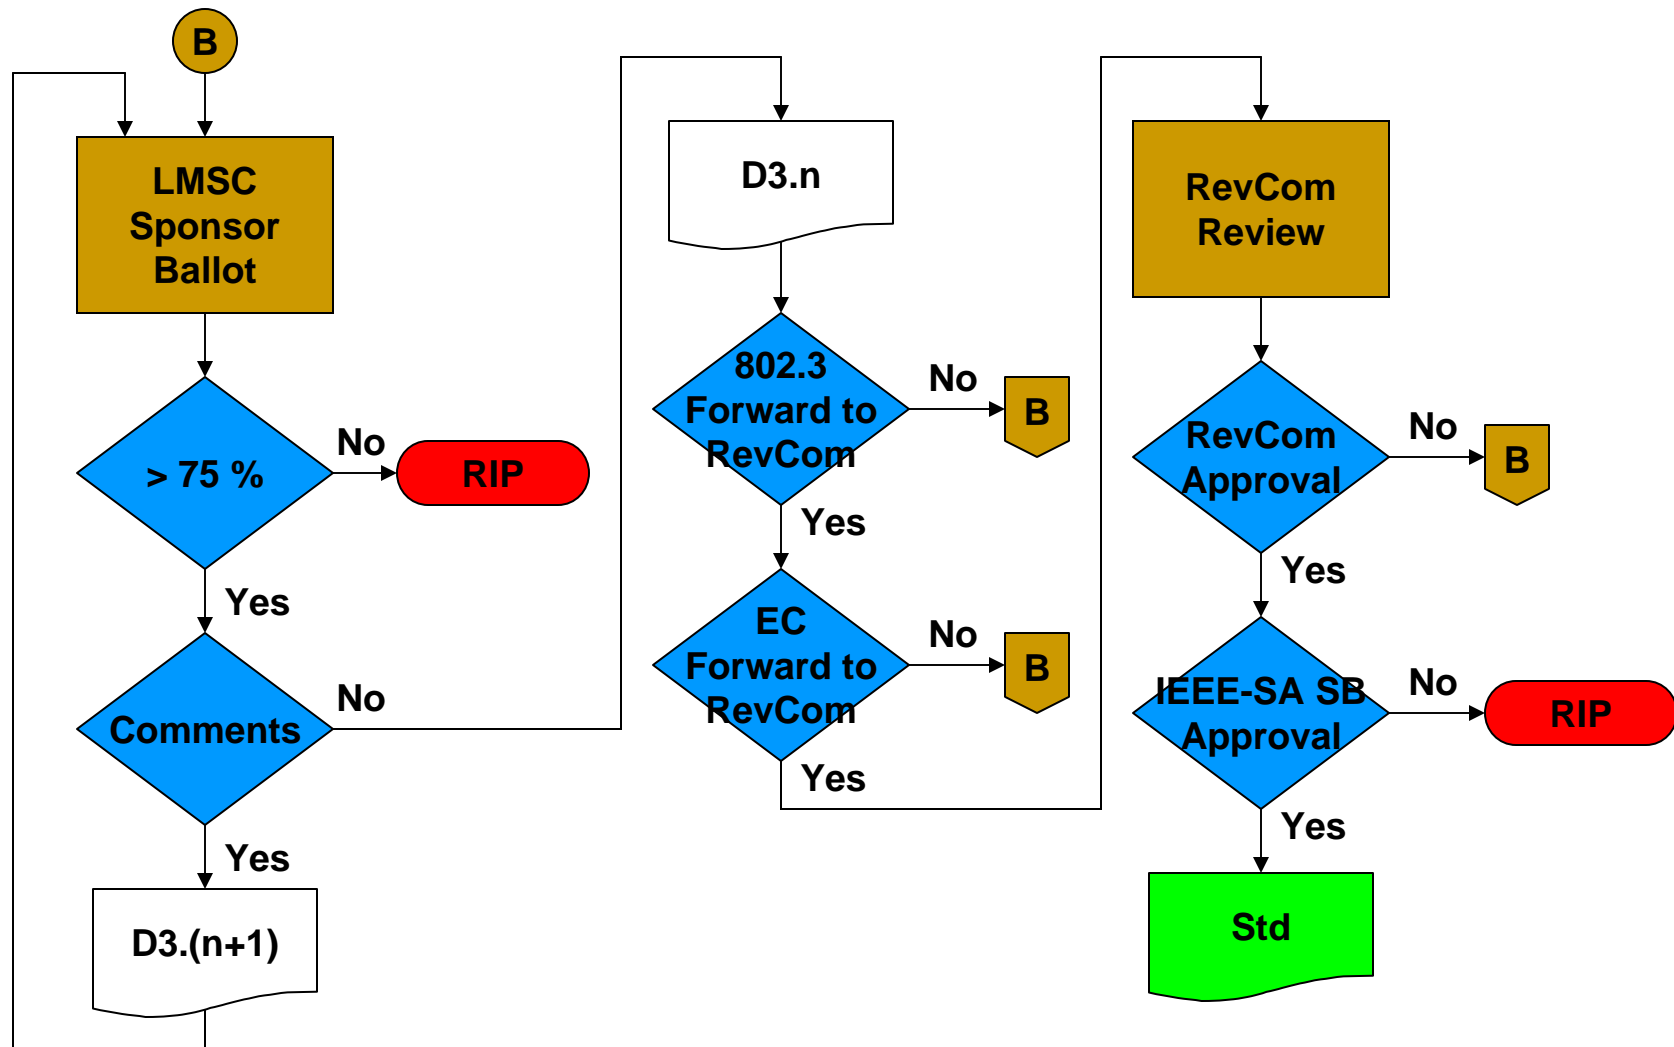 B
LMSC
Sponsor
Ballot
> 75 %
No
RIP
Yes
Comments
No
Yes
D3.(n+1)
D3.n
802.3
Forward to
RevCom
No
B
Yes
EC
Forward to
RevCom
No
B
Yes
RevCom
Review
RevCom
Approval
No
B
Yes
IEEE-SA SB
Approval
No
RIP
Yes
Std